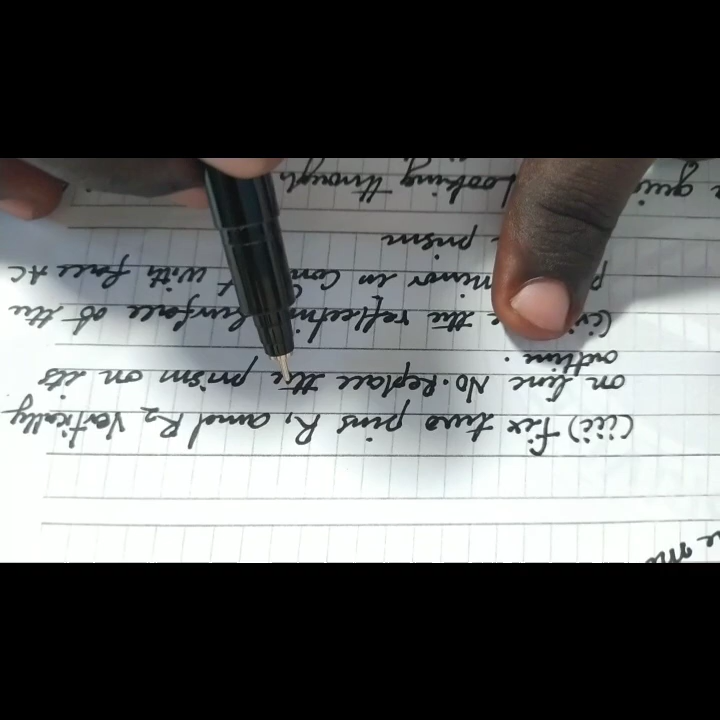 (iii) Fix two pins R₁ and R₂ vertically
on line NO. Replace the prism on its
outline.
the reflecting surface of the
mirror in con t with face AC
prism
Looking through